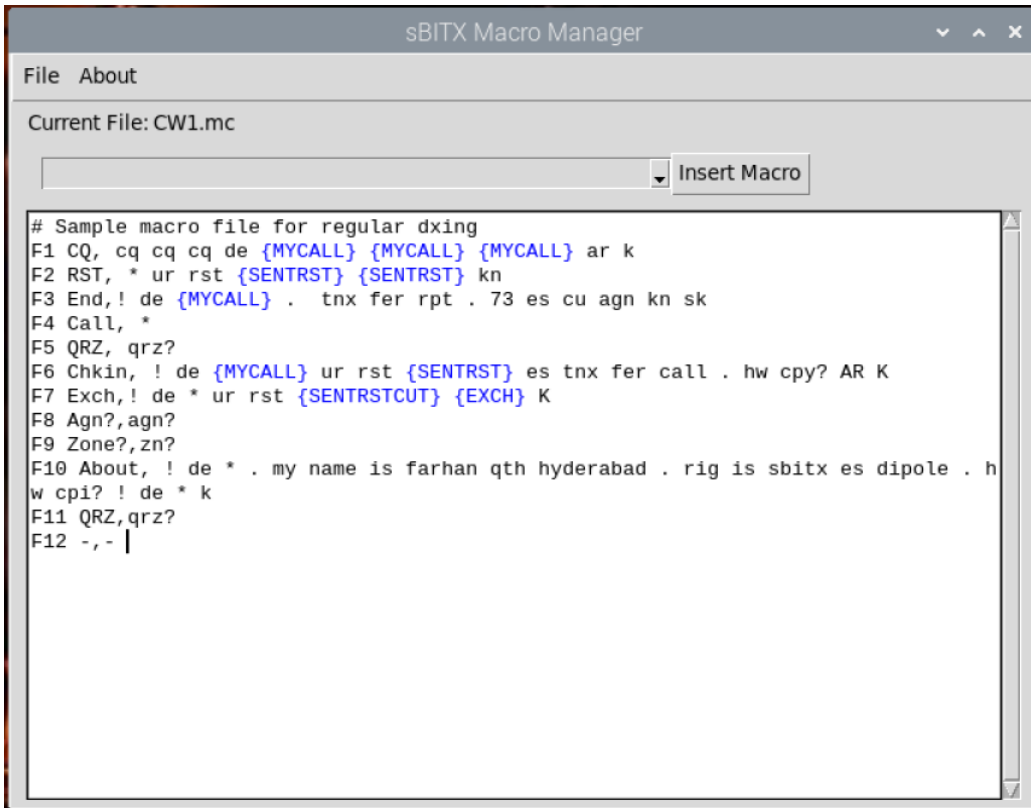 sBITX Macro Manager
File About
Current File: CW1.mc
Insert Macro
# Sample macro file for regular dxing
F1 CQ, cq cq cq de {MYCALL} {MYCALL} {MYCALL} ar k
F2 RST, * ur rst {SENTRST} {SENTRST} kn
F3 End,! de {MYCALL} .  tnx fer rpt . 73 es cu agn kn sk
F4 Call, *
F5 QRZ, qrz?
F6 Chkin, ! de {MYCALL} ur rst {SENTRST} es tnx fer call . hw cpy? AR K
F7 Exch,! de * ur rst {SENTRSTCUT} {EXCH} K
F8 Agn?,agn?
F9 Zone?,zn?
F10 About, ! de * . my name is farhan qth hyderabad . rig is sbitx es dipole . h
w cpi? ! de * k
F11 QRZ,qrz?
F12 -,-